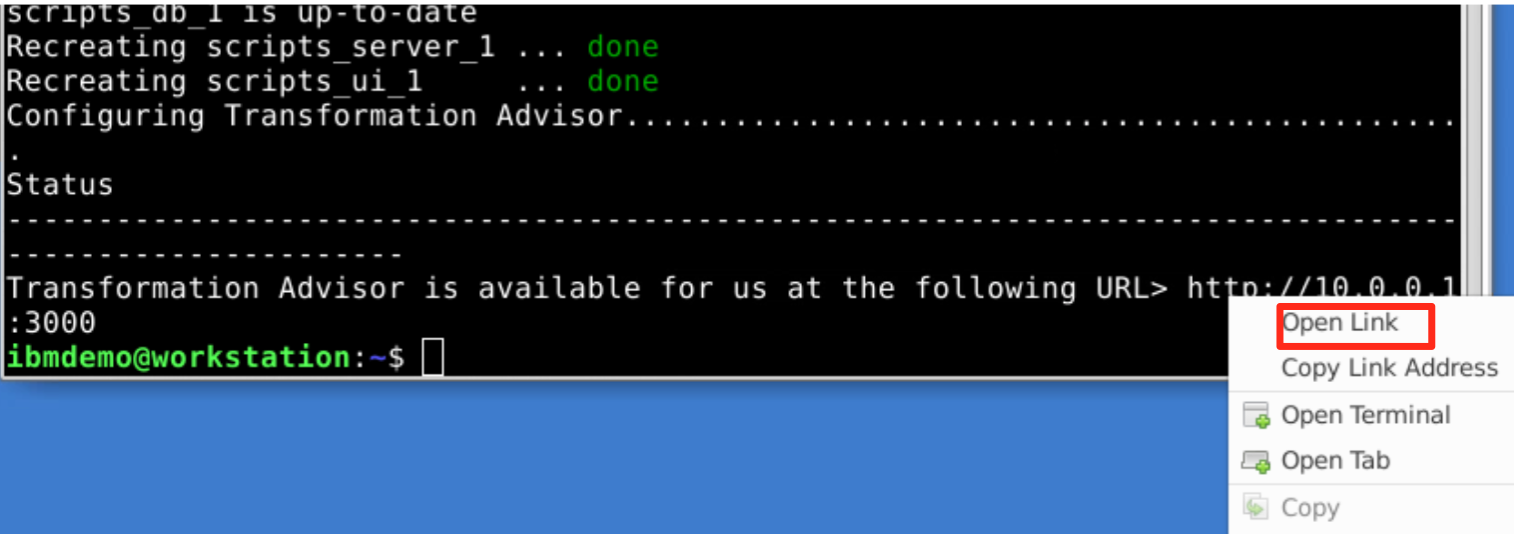 scripts_db_1 is up-to-date
Recreating scripts_server_1 ... done
Recreating scripts_ui_1     ... done
Configuring Transformation Advisor..............................................
.
Status
--------------------------------------------------------------------------------
----------------------
Transformation Advisor is available for us at the following URL> http://10.0.0.1
:3000
ibmdemo@workstation:~$
Open Link
Copy Link Address
Open Terminal
Open Tab
Copy